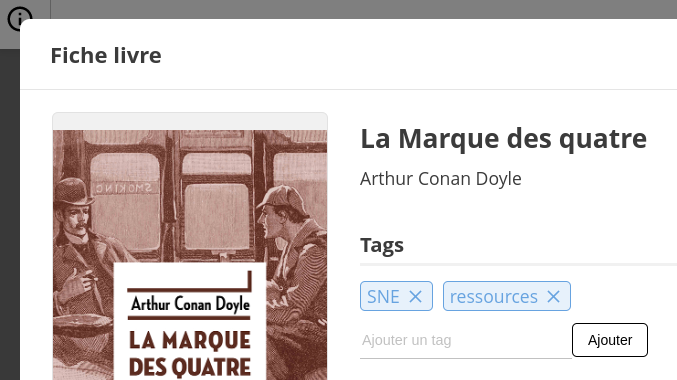 Fiche livre
SMOKING
Arthur Conan Doyle
LA MARQUE
DES QUATRE
La Marque des quatre
Arthur Conan Doyle
Tags
SNE
ressources
Ajouter un tag
Ajouter